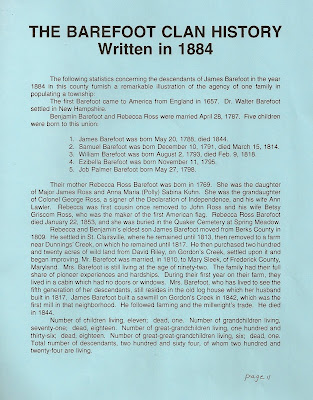 THE BAREFOOT CLAN HISTORY
Written in 1884
The following statistics concerning the descendants of James Barefoot in the year
1884 in this county furnish a remarkable illustration of the agency of one family in
populating a township:
The first Barefoot came to America from England in 1657. Dr. Walter Barefoot
settled in New Hampshire.
Benjamin Barefoot and Rebecca Ross were married April 28, 1787. Five children
were born to this union:
1. James Barefoot was born May 20, 1788, died 1844.
2. Samuel Barefoot was born December 10, 1791, died March 15, 1814.
3. William Barefoot was born August 2, 1793, died Feb. 9, 1818.
4. Ezibella Barefoot was born November 11, 1795.
5. Job Palmer Barefoot was born May 27, 1798.
Their mother Rebecca Ross Barefoot was born in 1769. She was the daughter
of Major James Ross and Anna Maria (Polly) Sabina Kuhn. She was the grandaughter
of Colonel George Ross, a signer of the Declaration of Independence, and his wife Ann
Lawler. Rebecca was first cousin once removed to John Ross and his wife Betsy
Griscom Ross, who was the maker of the first American flag. Rebecca Ross Barefoot
died January 22, 1853, and she was buried in the Quaker Cemetery at Spring Meadow.
Rebecca and Benjamin's eldest son James Barefoot moved from Berks County in
1809. He settled in St. Clairsville, where he remained until 1810, then removed to a farm
near Dunnings' Creek, on which he remained until 1817. He then purchased two hundred
and twenty acres of wild land from David Riley, on Gordon's Creek, settled upon it and
began improving. Mr. Barefoot was married, in 1810, to Mary Sleek, of Frederick County,
Maryland. Mrs. Barefoot is still living at the age of ninety-two. The family had their full
share of pioneer experiences and hardships. During their first year on their farm, they
lived in a cabin which had no doors or windows. Mrs. Barefoot, who has lived to see the
fifth generation of her descendants, still resides in the old log house which her husband
built in 1817. James Barefoot built a sawmill on Gordon's Creek in 1842, which was the
first mill in that neighborhood. He followed farming and the millwright's trade. He died
in 1844.
Number of children living, eleven; dead, one. Number of grandchildren living,
seventy-one; dead, eighteen. Number of great-grandchildren living, one hundred and
thirty-six; dead, eighteen. Number of great-great-grandchildren living, six; dead, one.
Total number of descendants, two hundred and sixty four, of whom two hundred and
twenty-four are living.
page 11